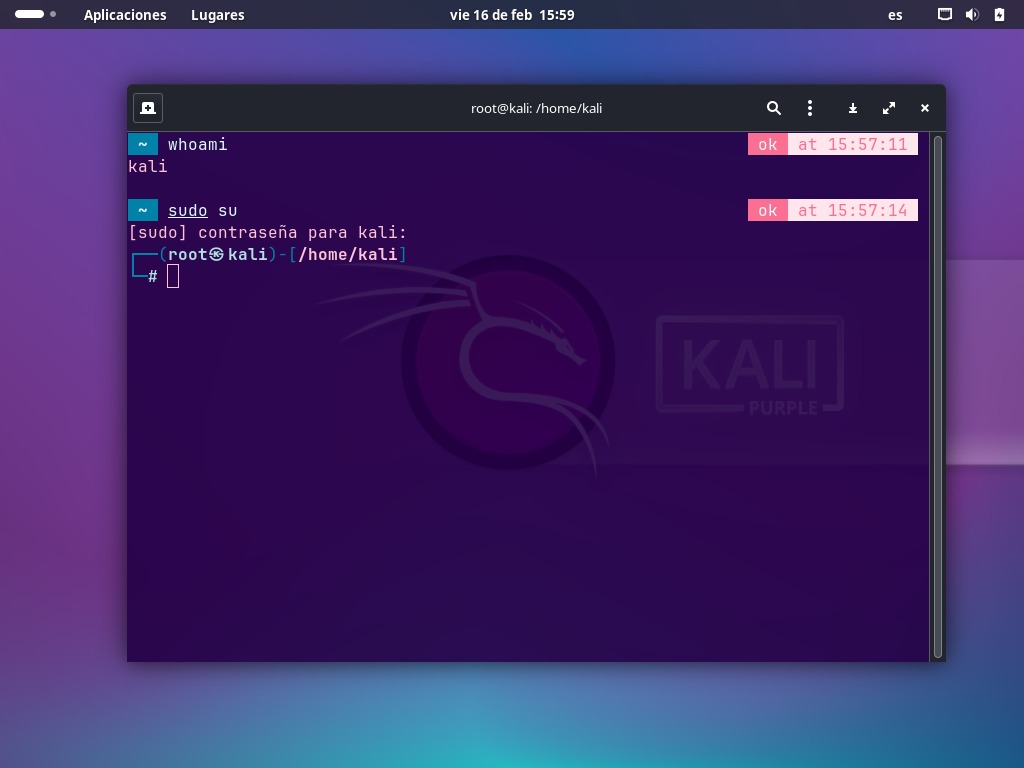 Aplicaciones Lugares vie 16 de feb 15:59 es
root@kali: /home/kali
~ whoami ok at 15:57:11
kali
~ sudo su ok at 15:57:14
[sudo] contraseña para kali:
┌──(root㉿kali)-[/home/kali]
└─#
KALI
PURPLE